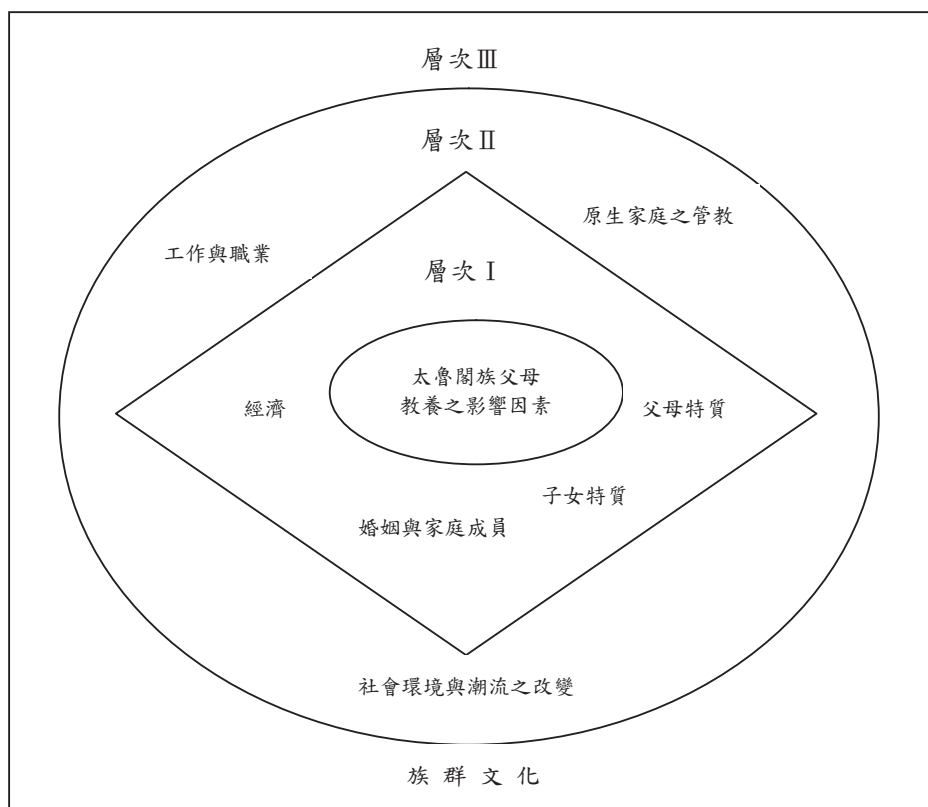 層次Ⅲ
層次Ⅱ
原生家庭之管教
工作與職業
層次Ⅰ
太魯閣族父母
教養之影響因素
經濟
父母特質
子女特質
婚姻與家庭成員
社會環境與潮流之改變
族群文化